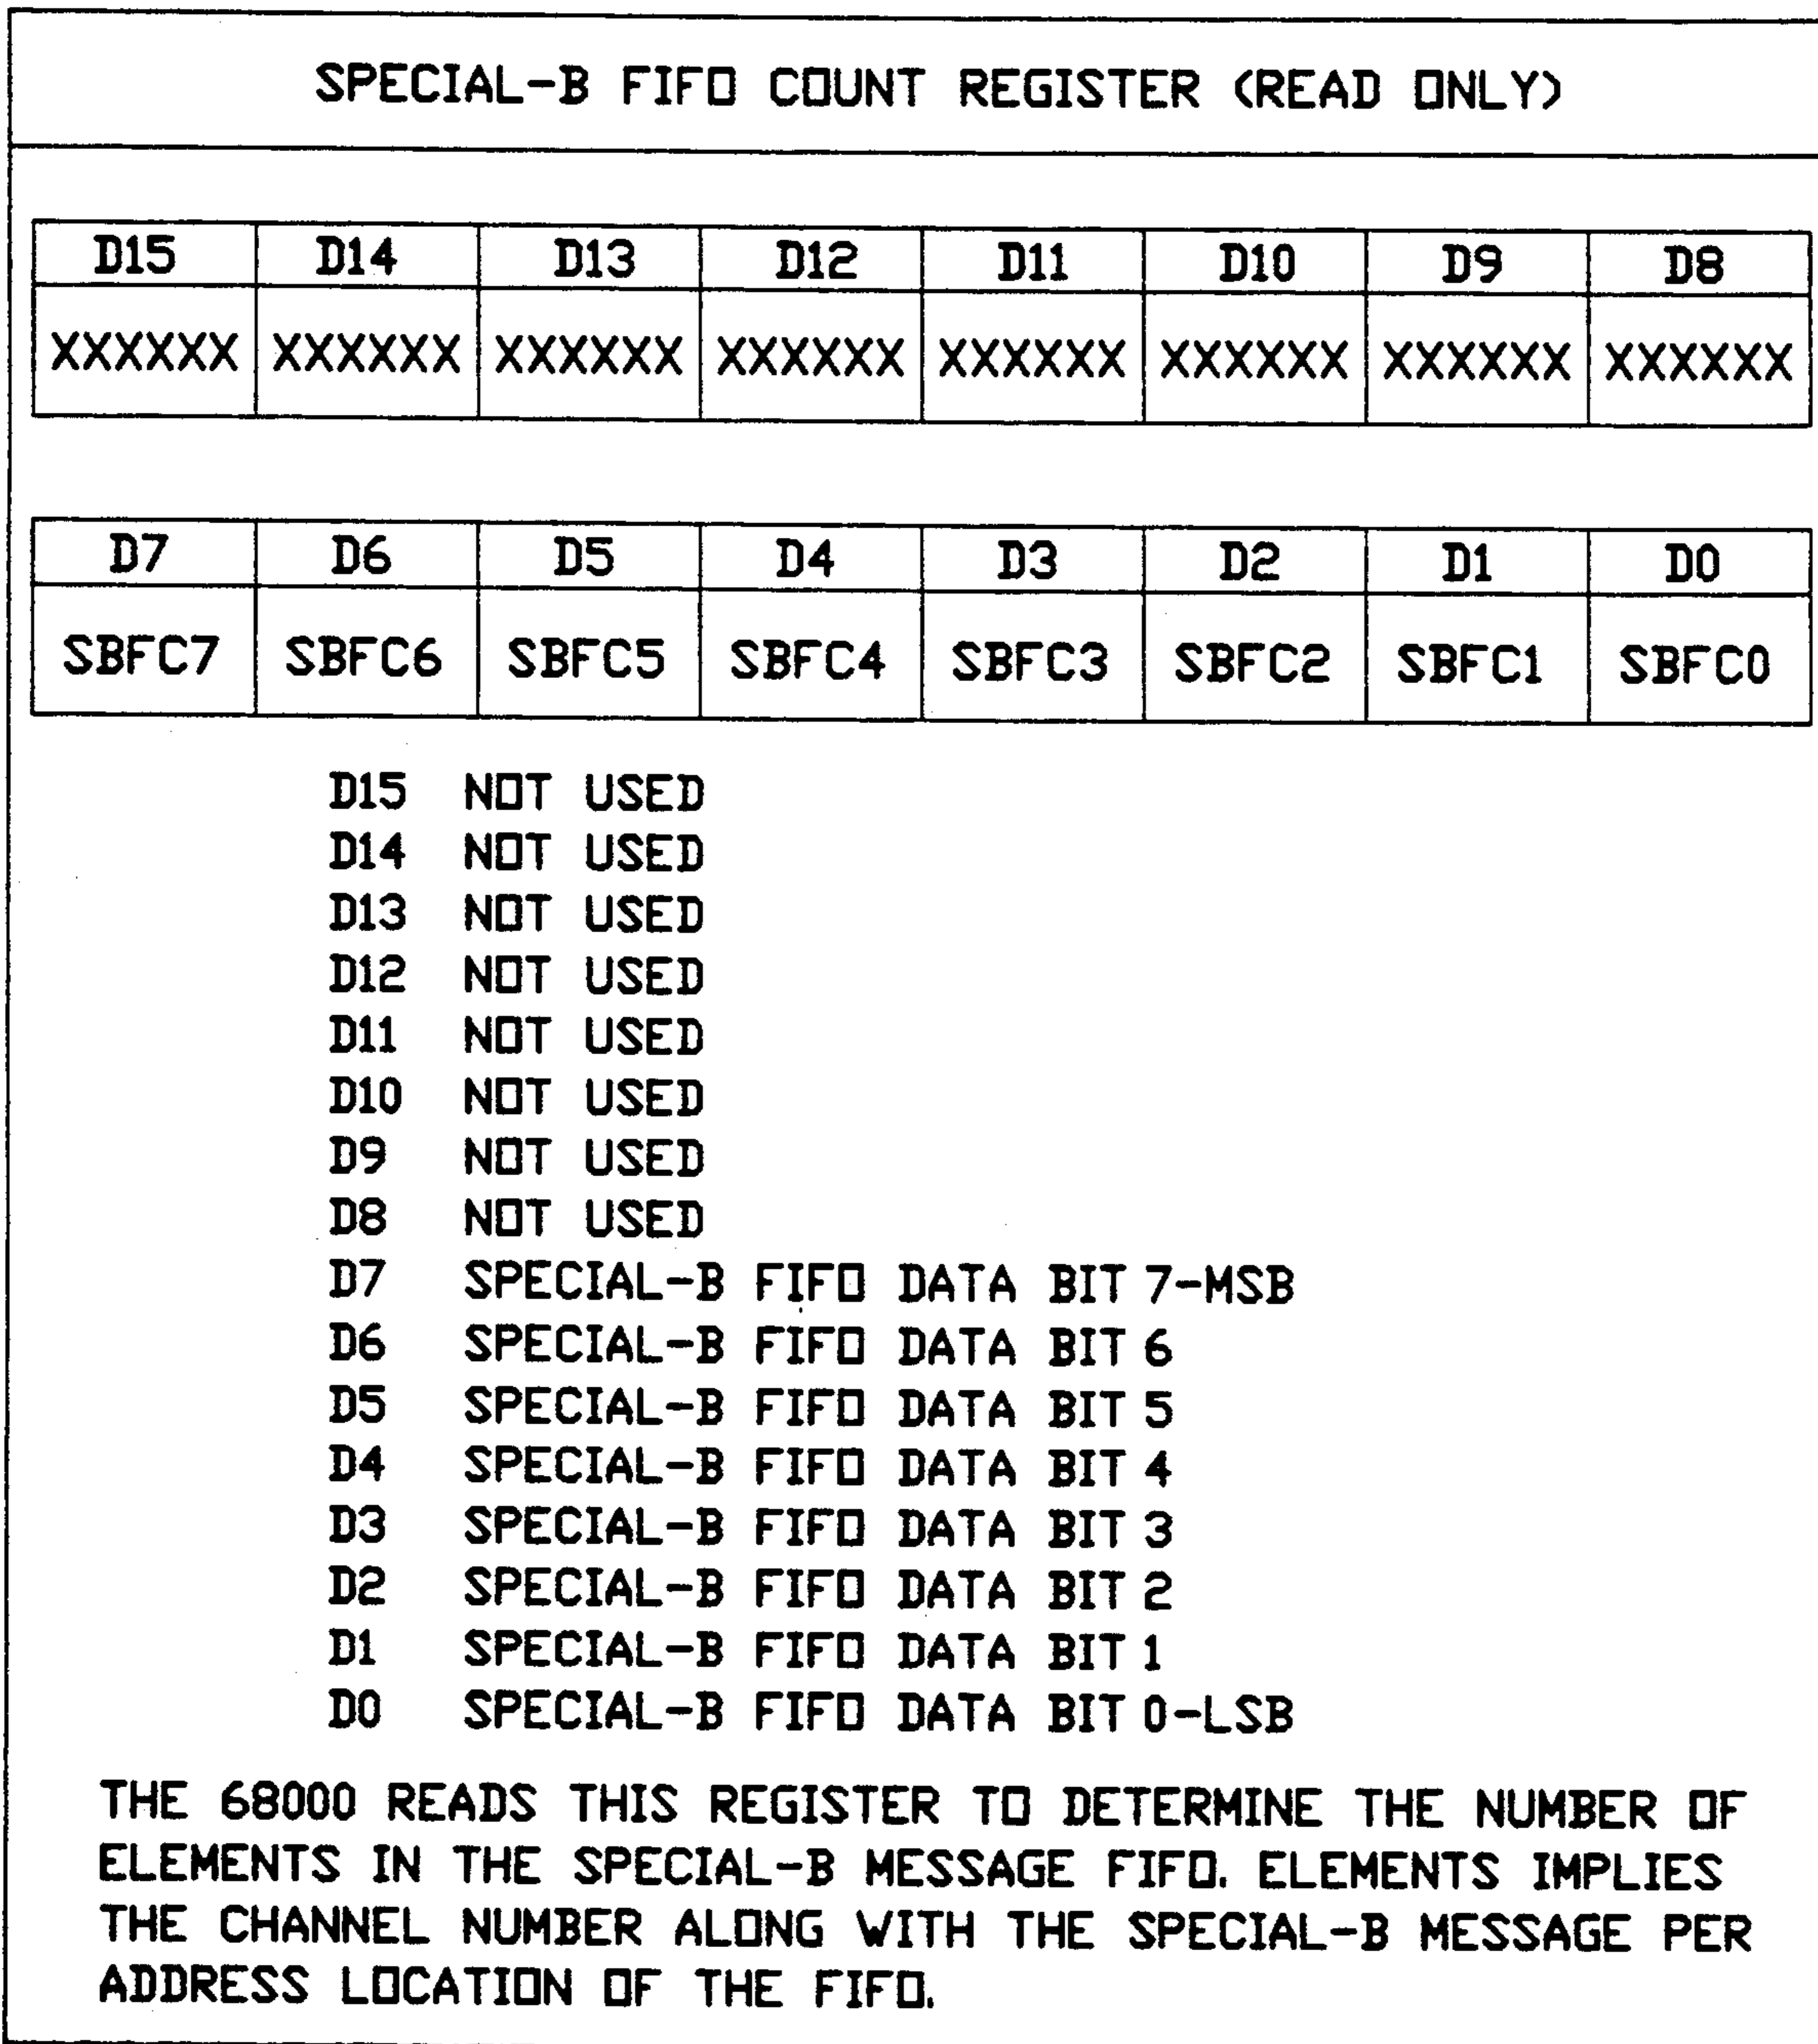 SPECIAL-B FIFO COUNT REGISTER (READ ONLY)
D15 D14 D13 D12 D11 D10 D9 D8
XXXXXX XXXXXX XXXXXX XXXXXX XXXXXX XXXXXX XXXXXX XXXXXX
D7 D6 D5 D4 D3 D2 D1 D0
SBFC7 SBFC6 SBFC5 SBFC4 SBFC3 SBFC2 SBFC1 SBFC0
D15 NOT USED
D14 NOT USED
D13 NOT USED
D12 NOT USED
D11 NOT USED
D10 NOT USED
D9 NOT USED
D8 NOT USED
D7 SPECIAL-B FIFO DATA BIT 7-MSB
D6 SPECIAL-B FIFO DATA BIT 6
D5 SPECIAL-B FIFO DATA BIT 5
D4 SPECIAL-B FIFO DATA BIT 4
D3 SPECIAL-B FIFO DATA BIT 3
D2 SPECIAL-B FIFO DATA BIT 2
D1 SPECIAL-B FIFO DATA BIT 1
D0 SPECIAL-B FIFO DATA BIT 0-LSB
THE 68000 READS THIS REGISTER TO DETERMINE THE NUMBER OF
ELEMENTS IN THE SPECIAL-B MESSAGE FIFO. ELEMENTS IMPLIES
THE CHANNEL NUMBER ALONG WITH THE SPECIAL-B MESSAGE PER
ADDRESS LOCATION OF THE FIFO.